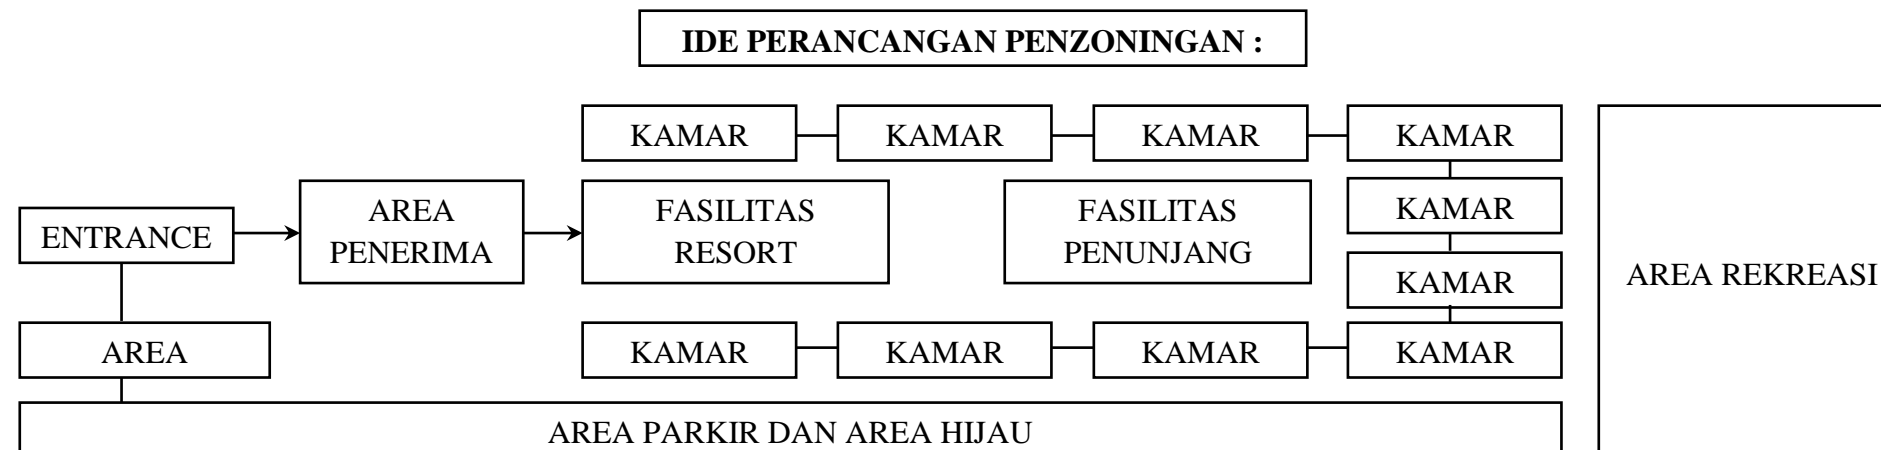 IDE PERANCANGAN PENZONINGAN :
KAMAR
KAMAR
KAMAR
KAMAR
ENTRANCE
AREA
PENERIMA
FASILITAS
RESORT
FASILITAS
PENUNJANG
KAMAR
KAMAR
AREA REKREASI
AREA
KAMAR
KAMAR
KAMAR
KAMAR
AREA PARKIR DAN AREA HIJAU